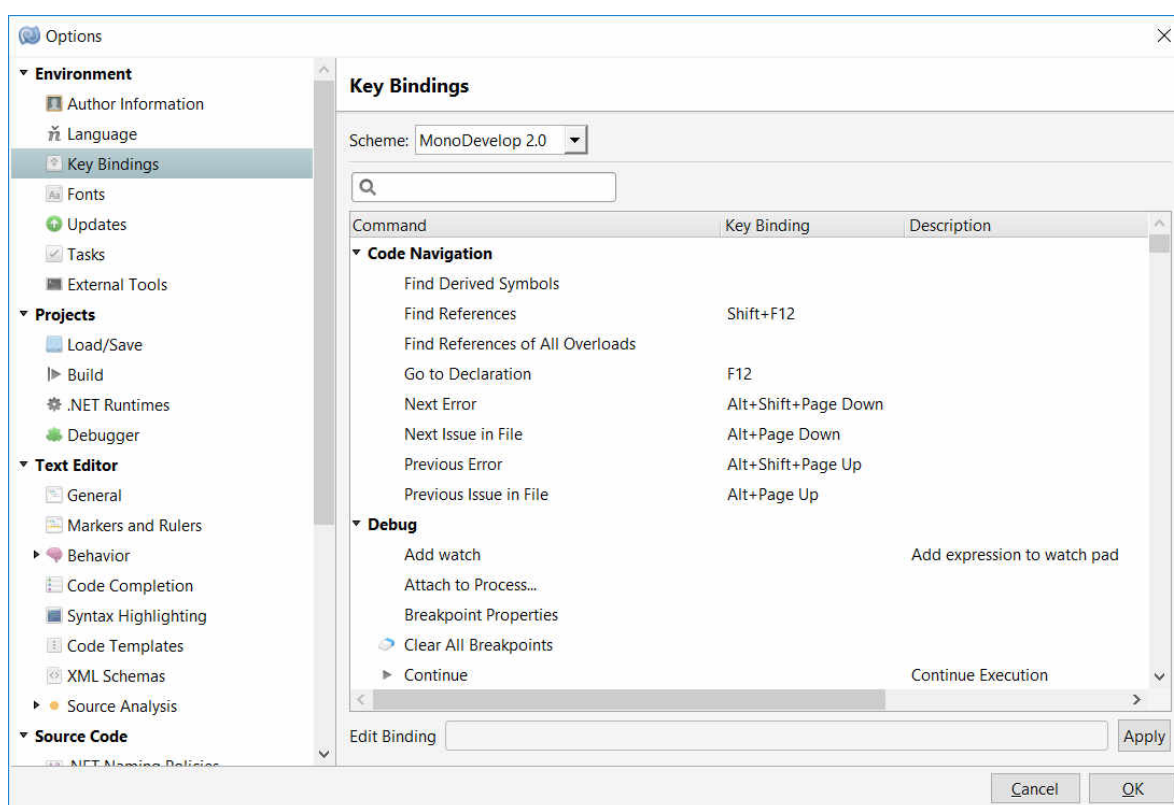 Options
Environment
Author Information
Language
Key Bindings
Fonts
Updates
Tasks
External Tools
Projects
Load/Save
Build
.NET Runtimes
Debugger
Text Editor
General
Markers and Rulers
Behavior
Code Completion
Syntax Highlighting
Code Templates
XML Schemas
Source Analysis
Source Code
.NET Naming Policies
Key Bindings
Scheme: MonoDevelop 2.0
Command Key Binding Description
Code Navigation
Find Derived Symbols
Find References Shift+F12
Find References of All Overloads
Go to Declaration F12
Next Error Alt+Shift+Page Down
Next Issue in File Alt+Page Down
Previous Error Alt+Shift+Page Up
Previous Issue in File Alt+Page Up
Debug
Add watch Add expression to watch pad
Attach to Process...
Breakpoint Properties
Clear All Breakpoints
Continue Continue Execution
Edit Binding Apply
Cancel OK